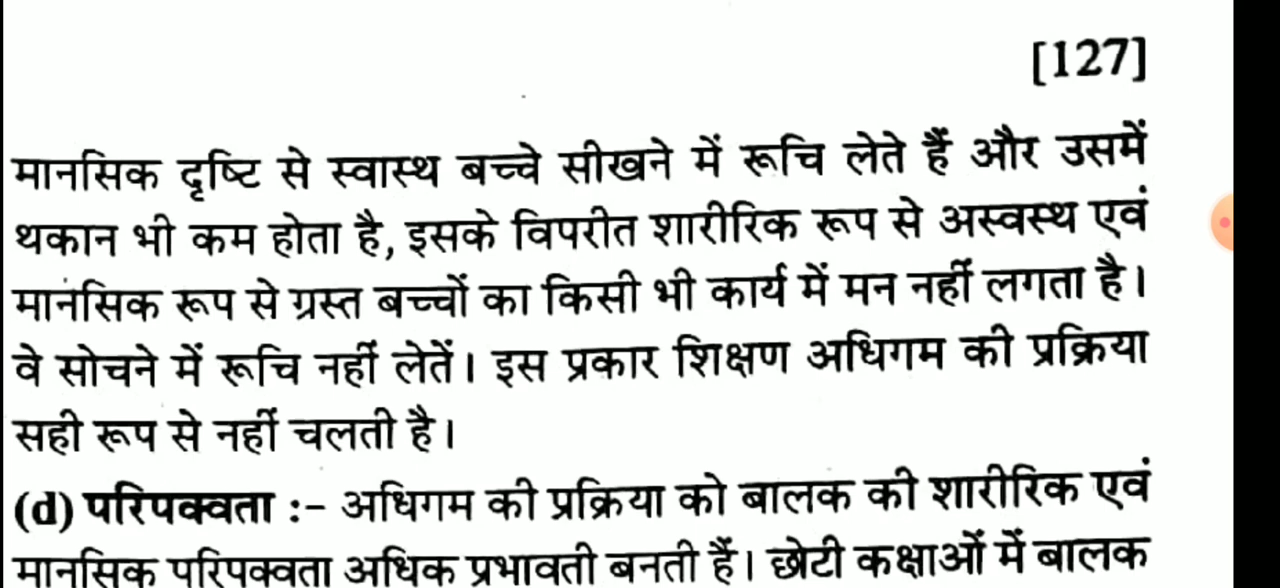 [127]
मानसिक दृष्टि से स्वास्थ बच्चे सीखने में रूचि लेते हैं और उसमें
थकान भी कम होता है, इसके विपरीत शारीरिक रूप से अस्वस्थ एवं
मानसिक रूप से ग्रस्त बच्चों का किसी भी कार्य में मन नहीं लगता है।
वे सोचने में रूचि नहीं लेतें। इस प्रकार शिक्षण अधिगम की प्रक्रिया
सही रूप से नहीं चलती है।
(d) परिपक्वता :- अधिगम की प्रक्रिया को बालक की शारीरिक एवं
मानसिक परिपक्वता अधिक प्रभावती बनती हैं। छोटी कक्षाओं में बालक